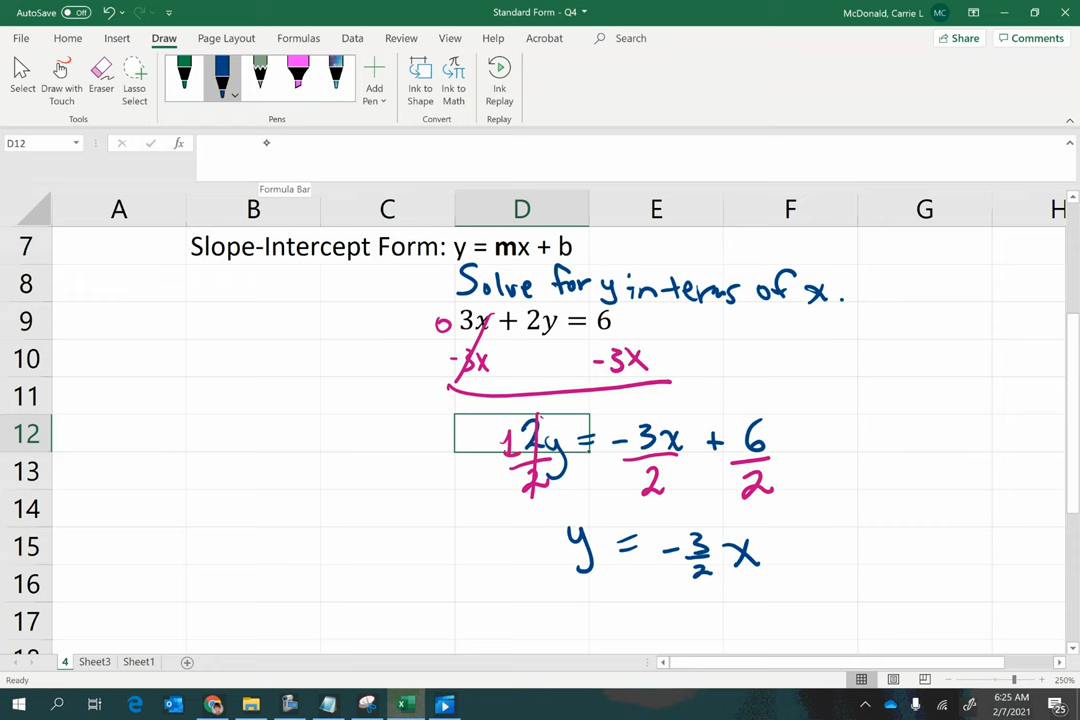 AutoSave Off
Standard Form - Q4
McDonald, Carrie L MC
File Home Insert Draw Page Layout Formulas Data Review View Help Acrobat Search Share Comments
Select Draw with Touch Eraser Lasso Select Add Pen Ink to Shape Ink to Math Ink Replay
Tools Pens Convert Replay
D12 fx
Formula Bar
A B C D E F G H
7 Slope-Intercept Form: y = mx + b
8 Solve for y in terms of x.
9 0 3x + 2y = 6
10 -3x -3x
11
12 1 2y = -3x + 6
13 2 2 2
14
15 y = -3/2 x
16
17
4 Sheet3 Sheet1
Ready 250%
6:25 AM
2/7/2021
25